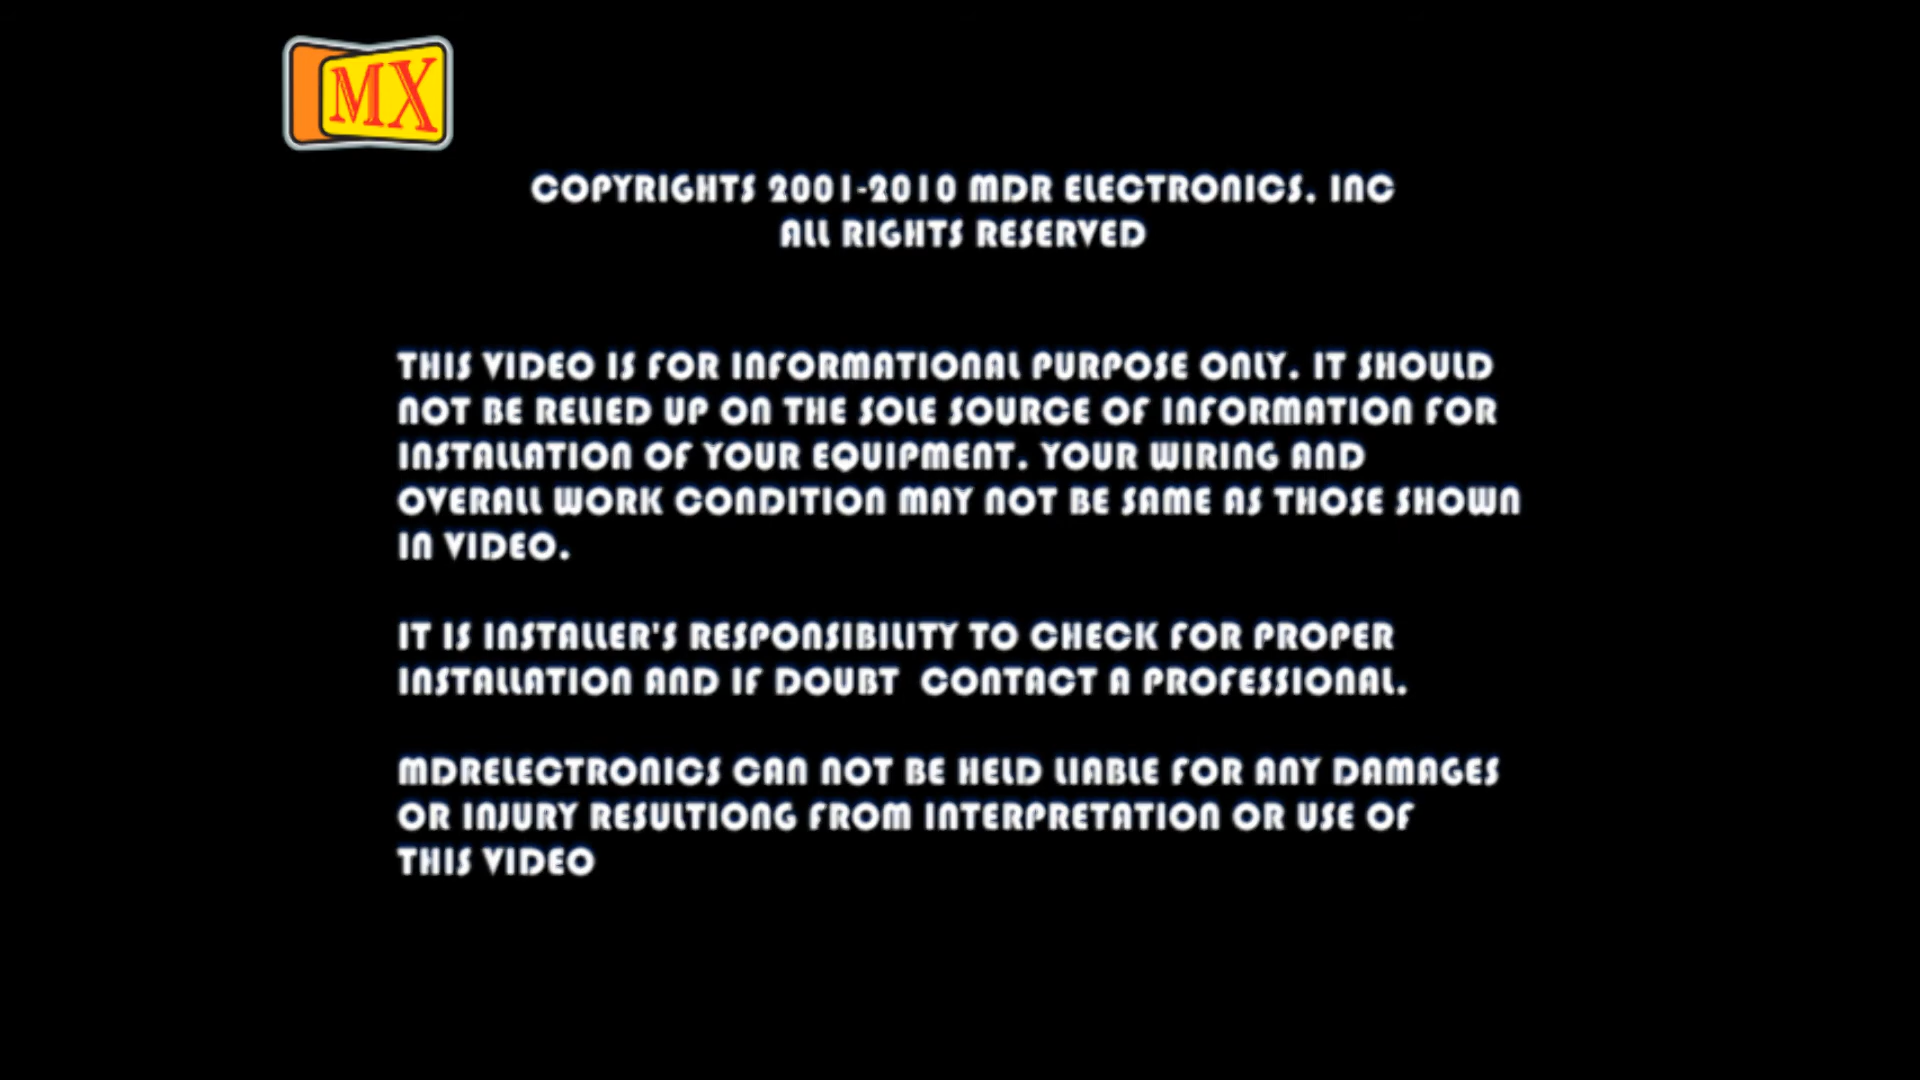 MX
COPYRIGHTS 2001-2010 MDR ELECTRONICS. INC
ALL RIGHTS RESERVED
THIS VIDEO IS FOR INFORMATIONAL PURPOSE ONLY. IT SHOULD
NOT BE RELIED UP ON THE SOLE SOURCE OF INFORMATION FOR
INSTALLATION OF YOUR EQUIPMENT. YOUR WIRING AND
OVERALL WORK CONDITION MAY NOT BE SAME AS THOSE SHOWN
IN VIDEO.
IT IS INSTALLER'S RESPONSIBILITY TO CHECK FOR PROPER
INSTALLATION AND IF DOUBT  CONTACT A PROFESSIONAL.
MDRELECTRONICS CAN NOT BE HELD LIABLE FOR ANY DAMAGES
OR INJURY RESULTIONG FROM INTERPRETATION OR USE OF
THIS VIDEO